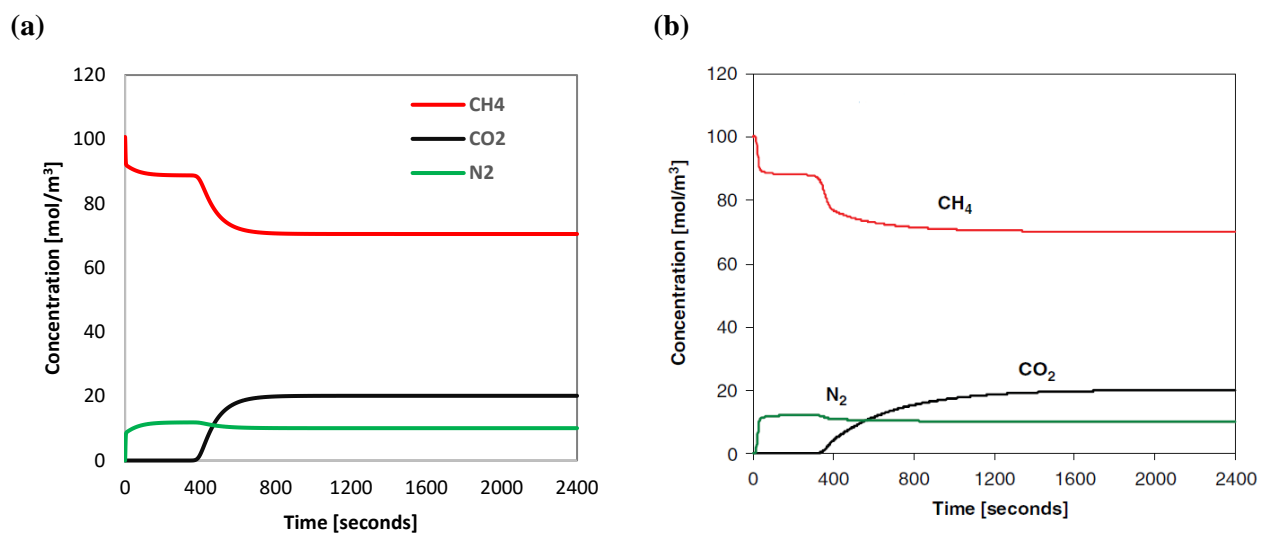 (a)
120
100
80
60
40
20
0
Concentration [mol/m³]
CH4
CO2
N2
0 400 800 1200 1600 2000 2400
Time [seconds]
(b)
120
100
80
60
40
20
0
Concentration [mol/m³]
CH₄
CO₂
N₂
0 400 800 1200 1600 2000 2400
Time [seconds]